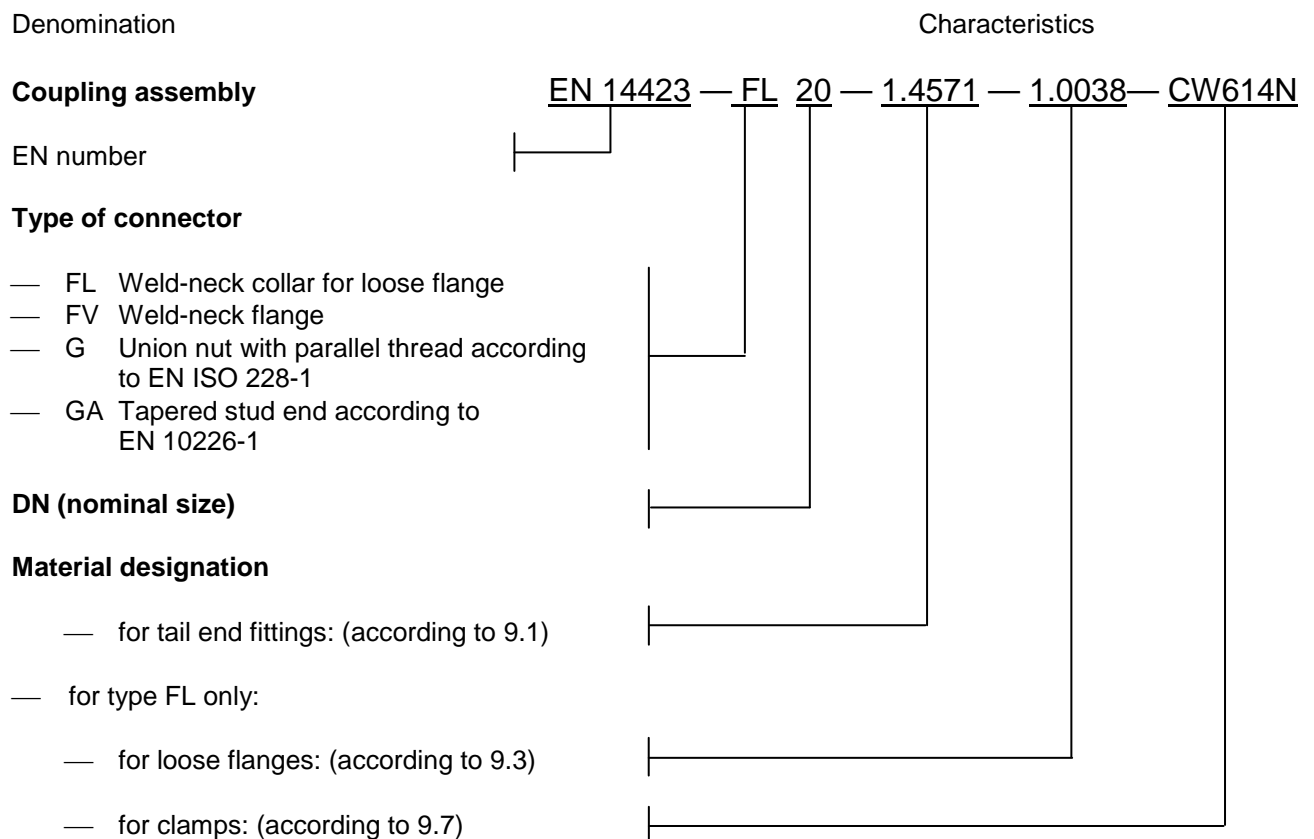 Denomination Characteristics
Coupling assembly EN 14423 — FL 20 — 1.4571 — 1.0038— CW614N
EN number
Type of connector
— FL Weld-neck collar for loose flange
— FV Weld-neck flange
— G Union nut with parallel thread according
to EN ISO 228-1
— GA Tapered stud end according to
EN 10226-1
DN (nominal size)
Material designation
— for tail end fittings: (according to 9.1)
— for type FL only:
— for loose flanges: (according to 9.3)
— for clamps: (according to 9.7)